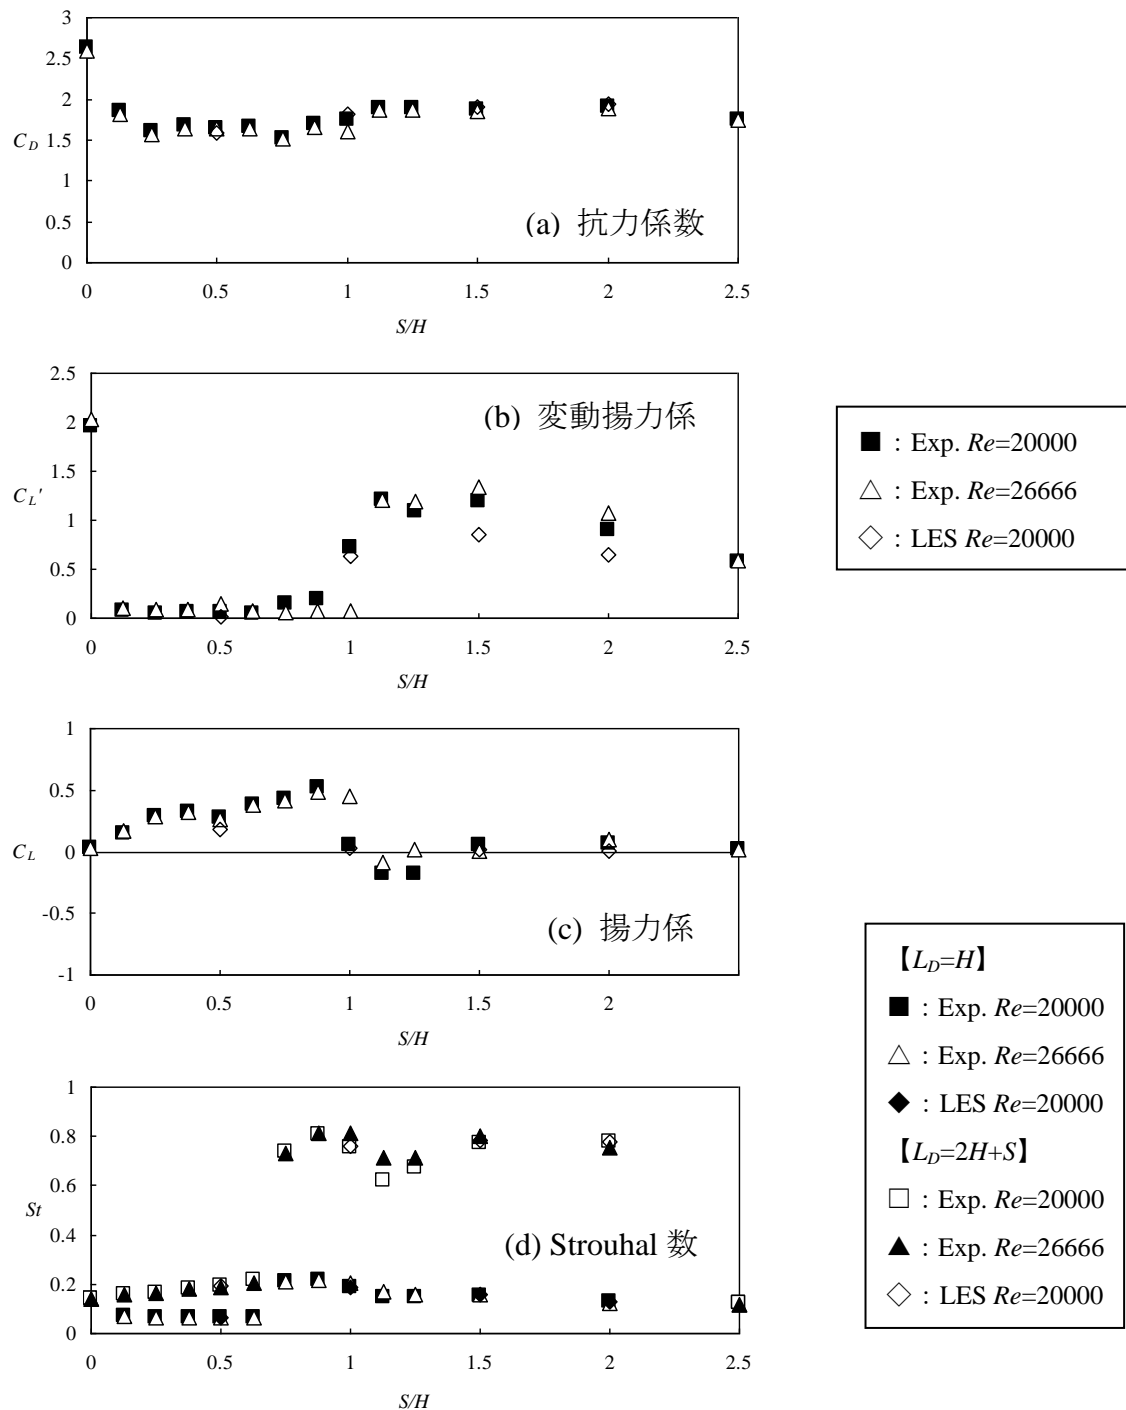 3
2.5
2
C_D
1.5
1
0.5
0
(a) 抗力係数
0 0.5 1 1.5 2 2.5
S/H
2.5
2
1.5
C_L'
1
0.5
0
(b) 変動揚力係
0 0.5 1 1.5 2 2.5
S/H
■ : Exp. Re=20000
△ : Exp. Re=26666
◇ : LES Re=20000
1
0.5
C_L
0
-0.5
-1
(c) 揚力係
0 0.5 1 1.5 2 2.5
S/H
1
0.8
0.6
St
0.4
0.2
0
(d) Strouhal 数
0 0.5 1 1.5 2 2.5
S/H
【L_D=H】
■ : Exp. Re=20000
△ : Exp. Re=26666
◆ : LES Re=20000
【L_D=2H+S】
□ : Exp. Re=20000
▲ : Exp. Re=26666
◇ : LES Re=20000